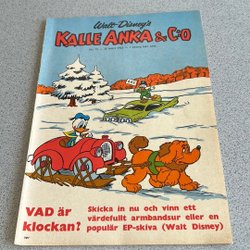 Walt Disney's
KALLE ANKA & C:O
VAD är
klockan?
Skicka in nu och vinn ett
värdefullt armbandsur eller en
populär EP-skiva (Walt Disney)